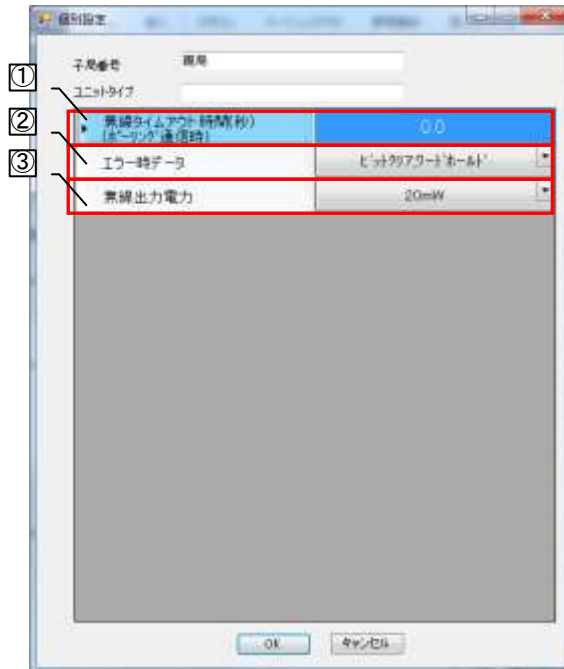 個別設定
子局番号 親局
ユニットタイプ
① 無線タイムアウト時間(秒)
(ポーリング通信時) 0.0
② エラー時データ ビットクリア,ワードホールド
③ 無線出力電力 20mW
OK キャンセル